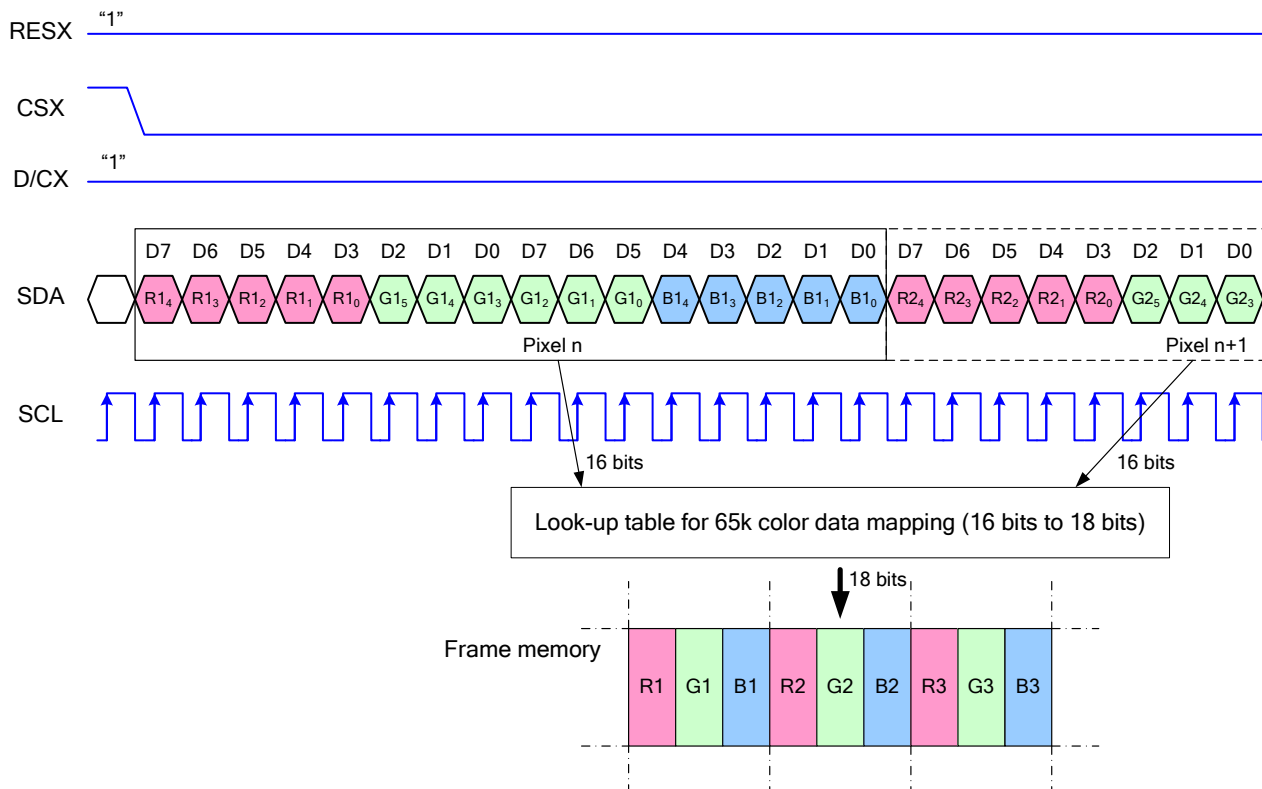 RESX “1”
CSX
D/CX “1”
D7 D6 D5 D4 D3 D2 D1 D0 D7 D6 D5 D4 D3 D2 D1 D0 D7 D6 D5 D4 D3 D2 D1 D0
SDA R1₄ R1₃ R1₂ R1₁ R1₀ G1₅ G1₄ G1₃ G1₂ G1₁ G1₀ B1₄ B1₃ B1₂ B1₁ B1₀ R2₄ R2₃ R2₂ R2₁ R2₀ G2₅ G2₄ G2₃
Pixel n Pixel n+1
SCL
16 bits 16 bits
Look-up table for 65k color data mapping (16 bits to 18 bits)
18 bits
Frame memory
R1 G1 B1 R2 G2 B2 R3 G3 B3